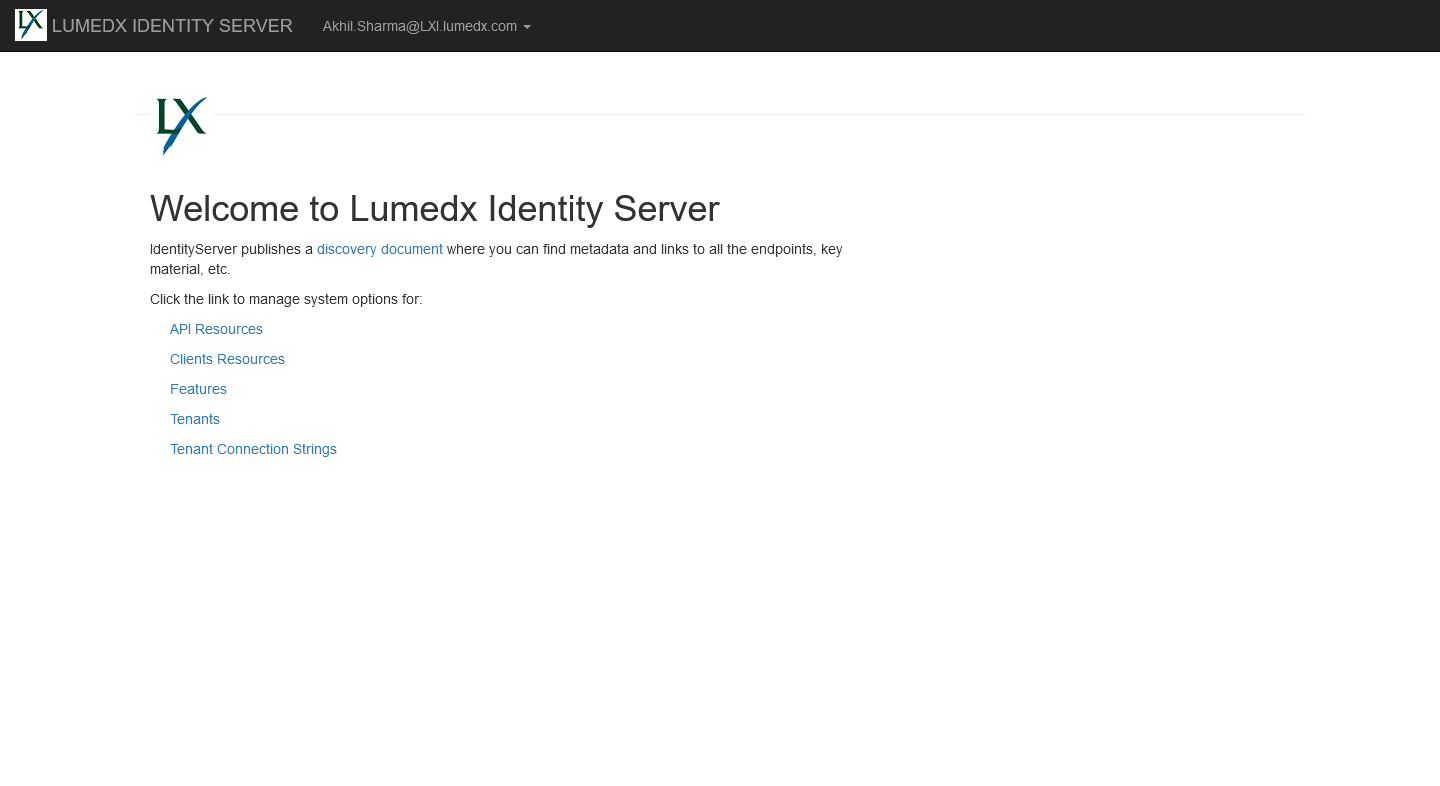 LX LUMEDX IDENTITY SERVER Akhil.Sharma@LXI.lumedx.com
LX
Welcome to Lumedx Identity Server
IdentityServer publishes a discovery document where you can find metadata and links to all the endpoints, key
material, etc.
Click the link to manage system options for:
API Resources
Clients Resources
Features
Tenants
Tenant Connection Strings